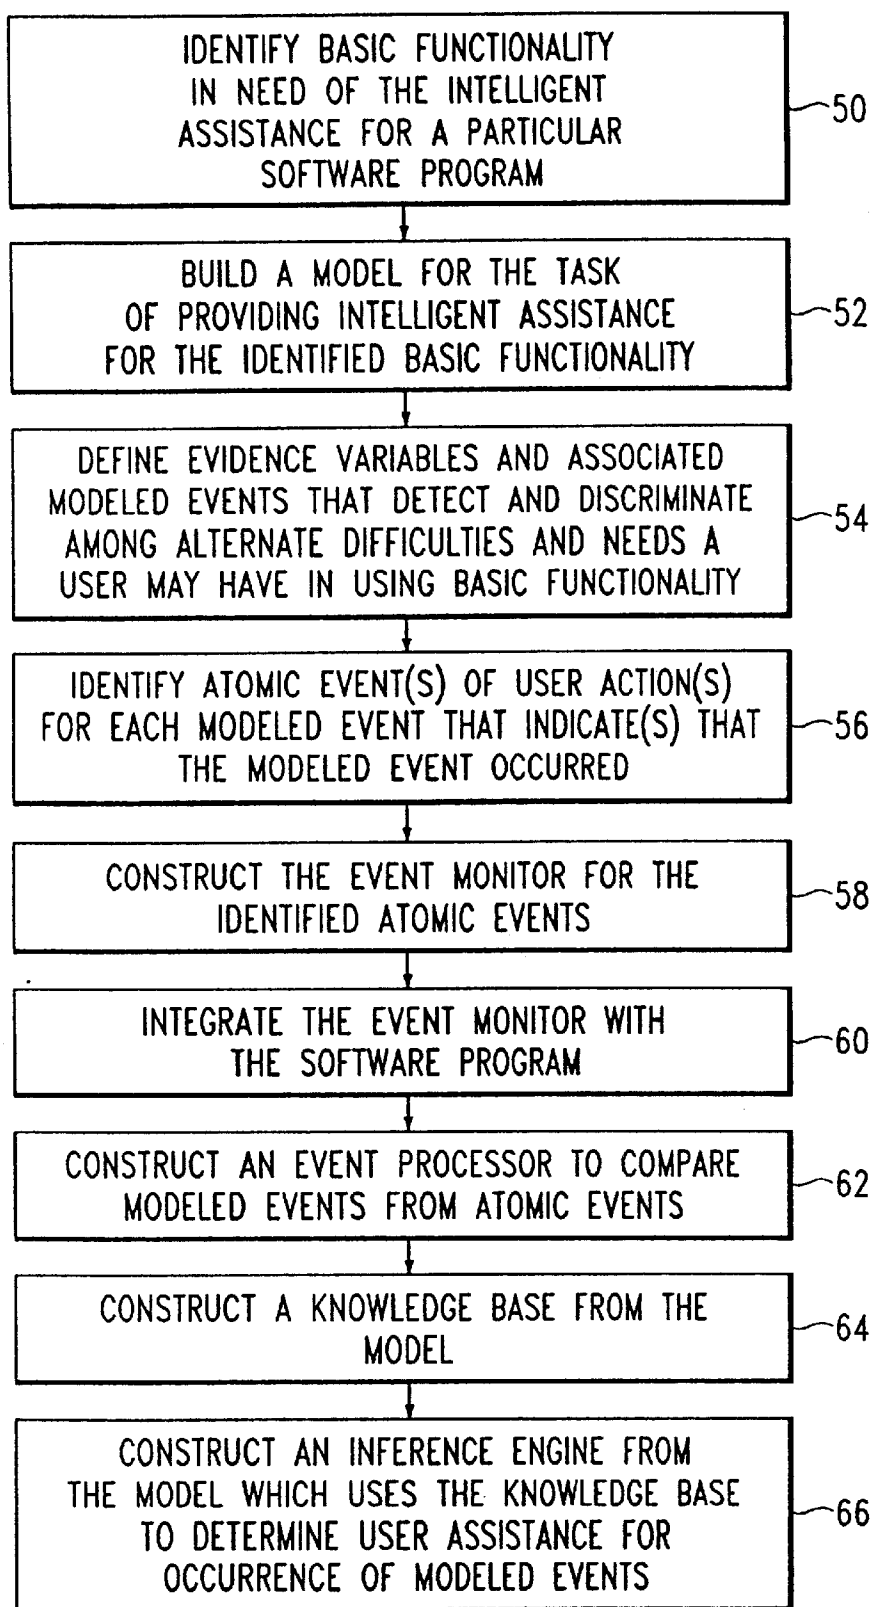 IDENTIFY BASIC FUNCTIONALITY
IN NEED OF THE INTELLIGENT
ASSISTANCE FOR A PARTICULAR
SOFTWARE PROGRAM
50
BUILD A MODEL FOR THE TASK
OF PROVIDING INTELLIGENT ASSISTANCE
FOR THE IDENTIFIED BASIC FUNCTIONALITY
52
DEFINE EVIDENCE VARIABLES AND ASSOCIATED
MODELED EVENTS THAT DETECT AND DISCRIMINATE
AMONG ALTERNATE DIFFICULTIES AND NEEDS A
USER MAY HAVE IN USING BASIC FUNCTIONALITY
54
IDENTIFY ATOMIC EVENT(S) OF USER ACTION(S)
FOR EACH MODELED EVENT THAT INDICATE(S) THAT
THE MODELED EVENT OCCURRED
56
CONSTRUCT THE EVENT MONITOR FOR THE
IDENTIFIED ATOMIC EVENTS
58
INTEGRATE THE EVENT MONITOR WITH
THE SOFTWARE PROGRAM
60
CONSTRUCT AN EVENT PROCESSOR TO COMPARE
MODELED EVENTS FROM ATOMIC EVENTS
62
CONSTRUCT A KNOWLEDGE BASE FROM THE
MODEL
64
CONSTRUCT AN INFERENCE ENGINE FROM
THE MODEL WHICH USES THE KNOWLEDGE BASE
TO DETERMINE USER ASSISTANCE FOR
OCCURRENCE OF MODELED EVENTS
66